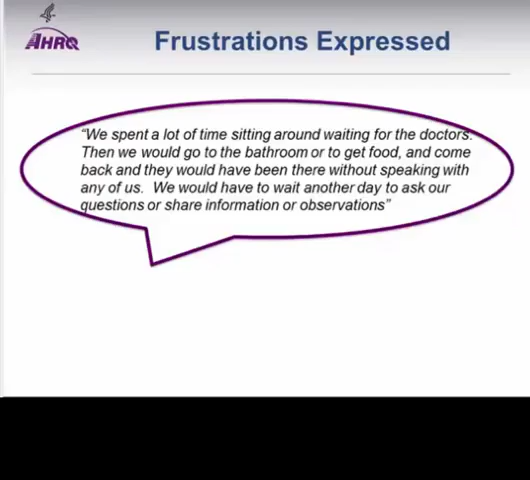 AHRQ
Frustrations Expressed
“We spent a lot of time sitting around waiting for the doctors.
Then we would go to the bathroom or to get food, and come
back and they would have been there without speaking with
any of us.  We would have to wait another day to ask our
questions or share information or observations”